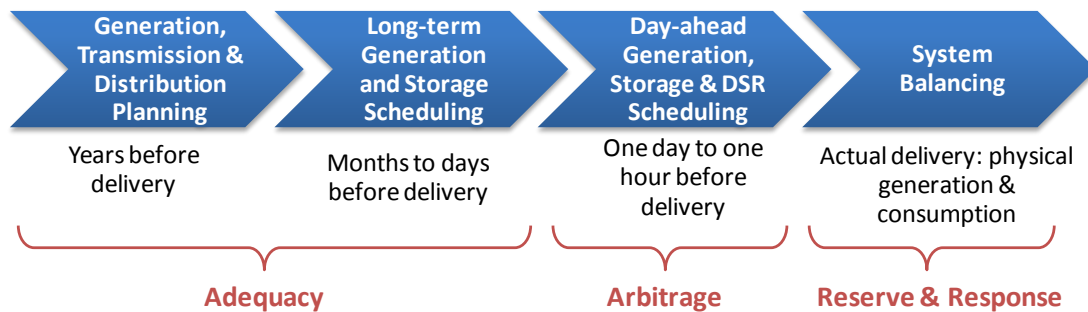 Generation,
Transmission &
Distribution
Planning
Long-term
Generation
and Storage
Scheduling
Day-ahead
Generation,
Storage & DSR
Scheduling
System
Balancing
Years before
delivery
Months to days
before delivery
One day to one
hour before
delivery
Actual delivery: physical
generation &
consumption
Adequacy
Arbitrage
Reserve & Response